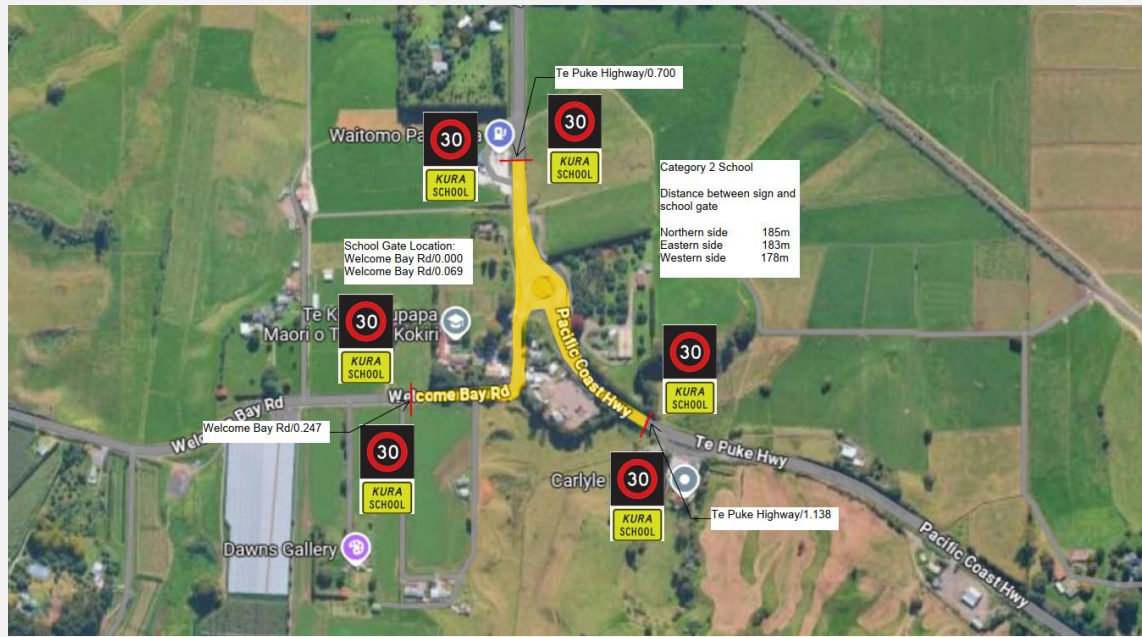 Te Puke Highway/0.700
30
KURA
SCHOOL
30
KURA
SCHOOL
Waitomo
Category 2 School
Distance between sign and
school gate
Northern side 185m
Eastern side 183m
Western side 178m
School Gate Location:
Welcome Bay Rd/0.000
Welcome Bay Rd/0.069
30
KURA
SCHOOL
Te
Maori o Kokiri
Pacific Coast Hwy
30
KURA
SCHOOL
Welcome Bay Rd
Welcome Bay Rd
Welcome Bay Rd/0.247
30
KURA
SCHOOL
Te Puke Hwy
Carlyle
30
KURA
SCHOOL
Te Puke Highway/1.138
Dawns Gallery
Pacific Coast Hwy